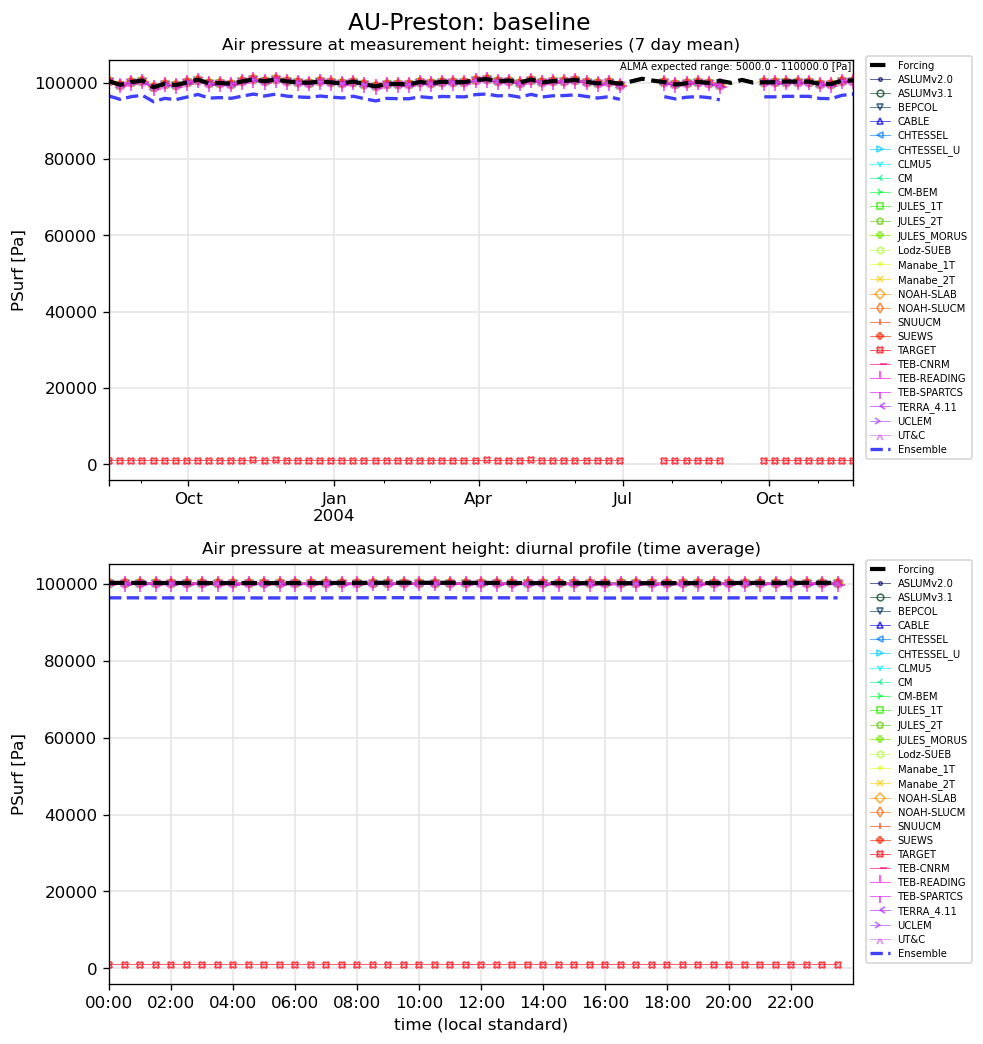 AU-Preston: baseline
Air pressure at measurement height: timeseries (7 day mean)
ALMA expected range: 5000.0 - 110000.0 [Pa]
PSurf [Pa]
100000
80000
60000
40000
20000
0
Oct
Jan
2004
Apr
Jul
Oct
Forcing
ASLUMv2.0
ASLUMv3.1
BEPCOL
CABLE
CHTESSEL
CHTESSEL_U
CLMU5
CM
CM-BEM
JULES_1T
JULES_2T
JULES_MORUS
Lodz-SUEB
Manabe_1T
Manabe_2T
NOAH-SLAB
NOAH-SLUCM
SNUUCM
SUEWS
TARGET
TEB-CNRM
TEB-READING
TEB-SPARTCS
TERRA_4.11
UCLEM
UT&C
Ensemble
Air pressure at measurement height: diurnal profile (time average)
PSurf [Pa]
100000
80000
60000
40000
20000
0
00:00
02:00
04:00
06:00
08:00
10:00
12:00
14:00
16:00
18:00
20:00
22:00
time (local standard)
Forcing
ASLUMv2.0
ASLUMv3.1
BEPCOL
CABLE
CHTESSEL
CHTESSEL_U
CLMU5
CM
CM-BEM
JULES_1T
JULES_2T
JULES_MORUS
Lodz-SUEB
Manabe_1T
Manabe_2T
NOAH-SLAB
NOAH-SLUCM
SNUUCM
SUEWS
TARGET
TEB-CNRM
TEB-READING
TEB-SPARTCS
TERRA_4.11
UCLEM
UT&C
Ensemble